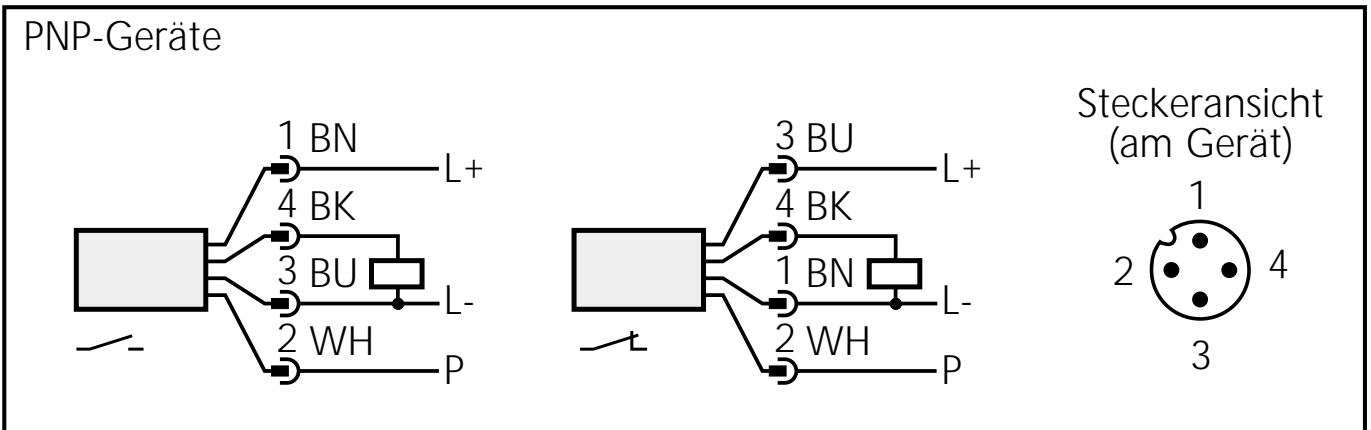 PNP-Geräte
1 BN
L+
4 BK
3 BU
L-
2 WH
P
3 BU
L+
4 BK
1 BN
L-
2 WH
P
Steckeransicht
(am Gerät)
1
2
4
3